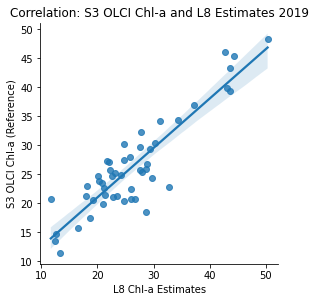 Correlation: S3 OLCI Chl-a and L8 Estimates 2019
S3 OLCI Chl-a (Reference)
50
45
40
35
30
25
20
15
10
10 20 30 40 50
L8 Chl-a Estimates